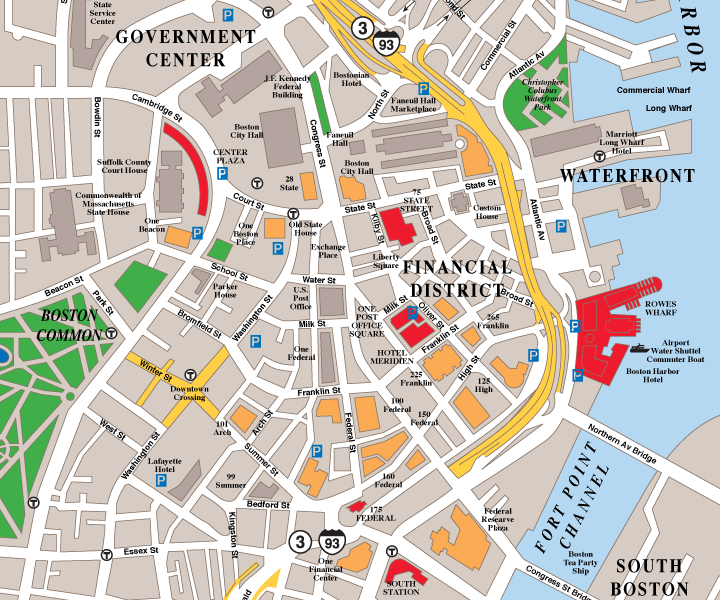 State
Service
Center
P
T
3
93
GOVERNMENT
CENTER
Commercial St
Atlantic Av
HARBOR
J.F. Kennedy
Federal
Building
Bostonian
Hotel
North St
P
Faneuil Hall
Marketplace
Christopher
Columbus
Waterfront
Park
Commercial Wharf
Long Wharf
Bowdoin St
Cambridge St
Boston
City Hall
Congress St
Faneuil
Hall
Marriott
Long Wharf
Hotel
T
CENTER
PLAZA
P
Suffolk County
Court House
Boston
City Hall
WATERFRONT
28
State
T
State St
75
STATE
STREET
Commonwealth of
Massachusetts
State House
Court St
State St
Custom
House
Atlantic Av
T
One
Beacon
P
One
Boston
Place
Old State
House
P
Kilby St
Broad St
P
Exchange
Place
Liberty
Square
School St
FINANCIAL
DISTRICT
Water St
Beacon St
Parker
House
U.S.
Post
Office
Park St
Milk St
Broad St
ROWES
WHARF
BOSTON
COMMON
T
Bromfield St
Washington St
Milk St
ONE
POST
OFFICE
SQUARE
P
Oliver St
Franklin St
265
Franklin
P
Airport
Water Shuttle
Commuter Boat
P
One
Federal
HOTEL
MERIDIEN
P
Boston Harbor
Hotel
P
Winter St
T
Downtown
Crossing
225
Franklin
High St
125
High
Franklin St
100
Federal
150
Federal
101
Arch
Arch St
Federal St
West St
Washington St
Summer St
P
Northern Av Bridge
Lafayette
Hotel
P
99
Summer
160
Federal
FORT POINT
CHANNEL
T
Bedford St
175
FEDERAL
Federal
Reserve
Plaza
Kingston St
3
93
T
Essex St
T
One
Financial
Center
SOUTH
STATION
Boston
Tea Party
Ship
SOUTH
BOSTON
Congress St Bridge